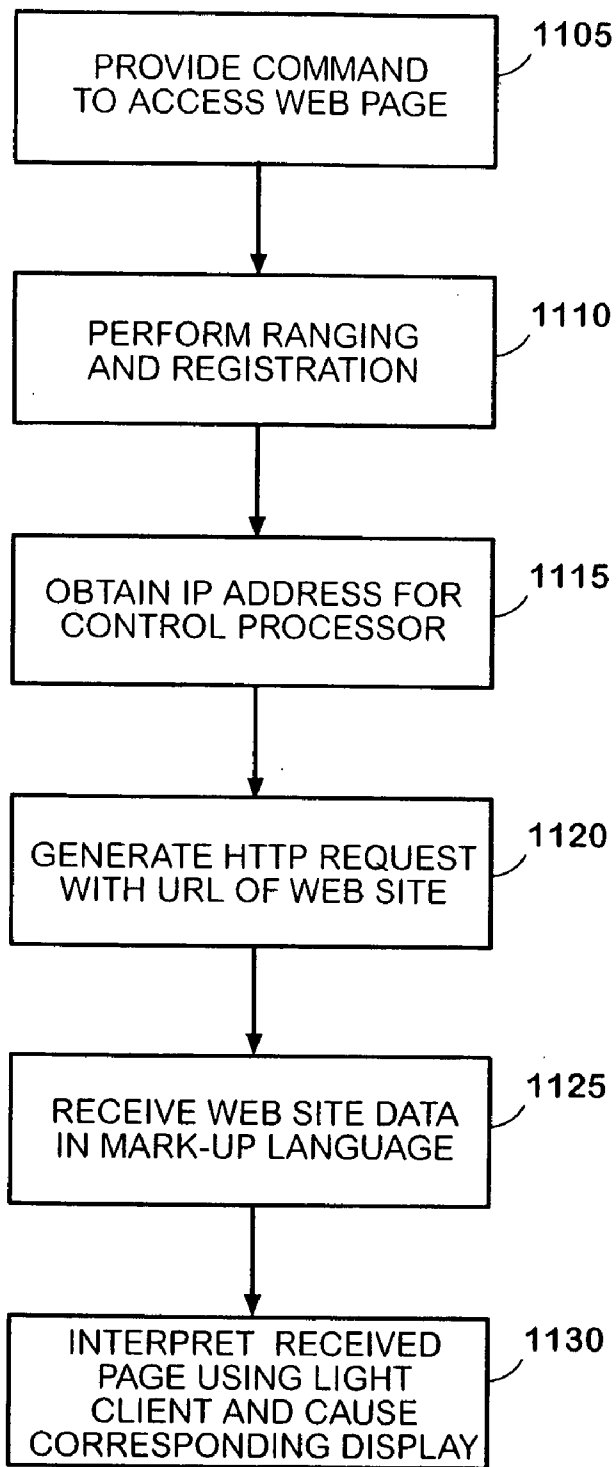 1105
PROVIDE COMMAND
TO ACCESS WEB PAGE
1110
PERFORM RANGING
AND REGISTRATION
1115
OBTAIN IP ADDRESS FOR
CONTROL PROCESSOR
1120
GENERATE HTTP REQUEST
WITH URL OF WEB SITE
1125
RECEIVE WEB SITE DATA
IN MARK-UP LANGUAGE
1130
INTERPRET RECEIVED
PAGE USING LIGHT
CLIENT AND CAUSE
CORRESPONDING DISPLAY